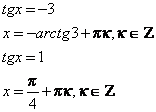 tgx = −3
x = −arctg3 + πκ, κ ∈ Z
tgx = 1
x = π/4 + πκ, κ ∈ Z